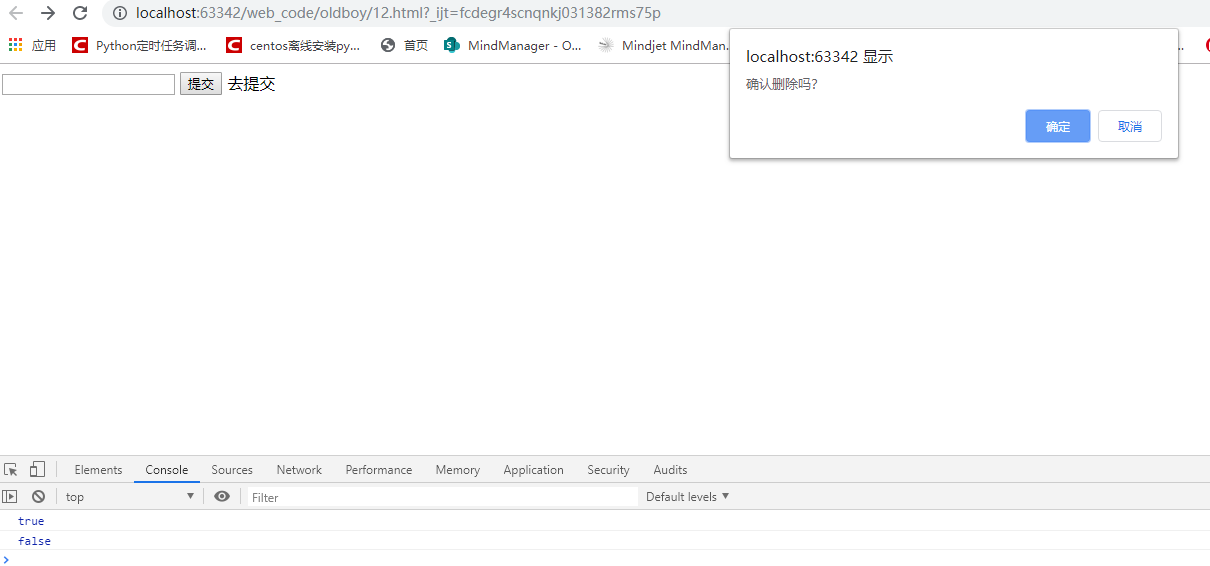 localhost:63342/web_code/oldboy/12.html?_ijt=fcdegr4scnqnkj031382rms75p
应用 Python定时任务调... centos离线安装py... 首页 MindManager - O... Mindjet MindMan...
localhost:63342 显示
确认删除吗?
确定 取消
提交 去提交
Elements Console Sources Network Performance Memory Application Security Audits
top Filter Default levels
true
false